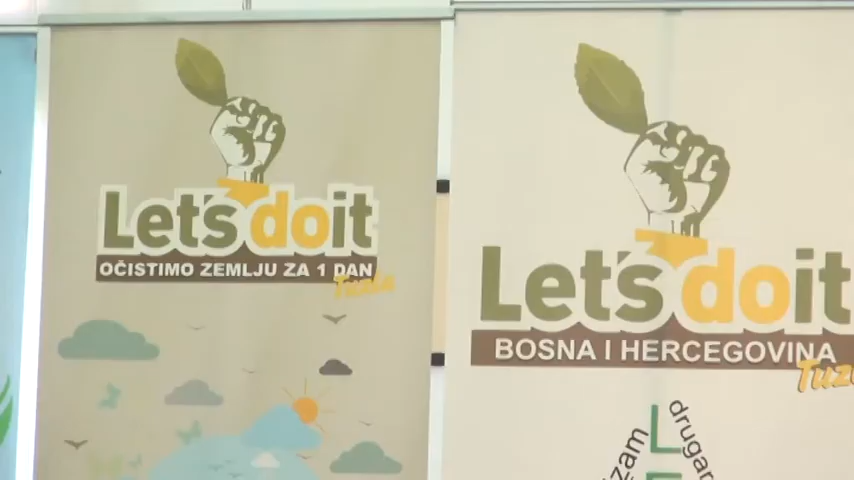 Let's do it
OČISTIMO ZEMLJU ZA 1 DAN
Tuzla
Let's do it
BOSNA I HERCEGOVINA